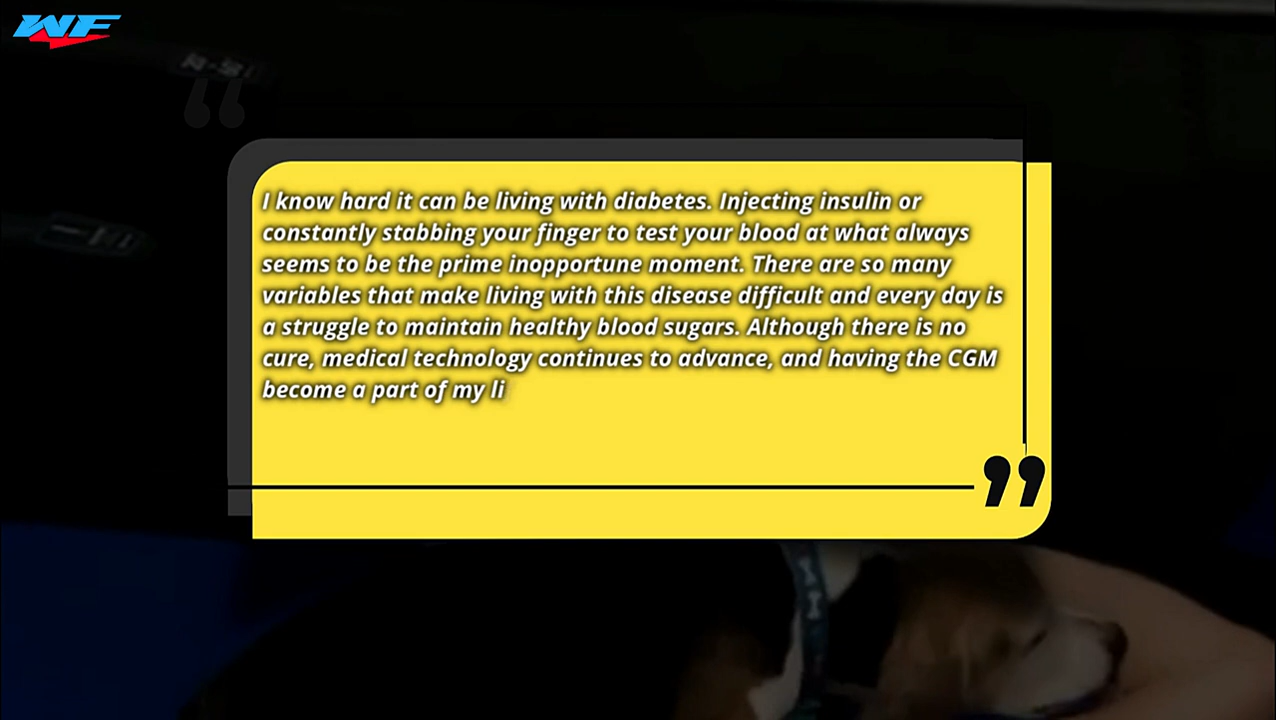 WF
I know hard it can be living with diabetes. Injecting insulin or
constantly stabbing your finger to test your blood at what always
seems to be the prime inopportune moment. There are so many
variables that make living with this disease difficult and every day is
a struggle to maintain healthy blood sugars. Although there is no
cure, medical technology continues to advance, and having the CGM
become a part of my li